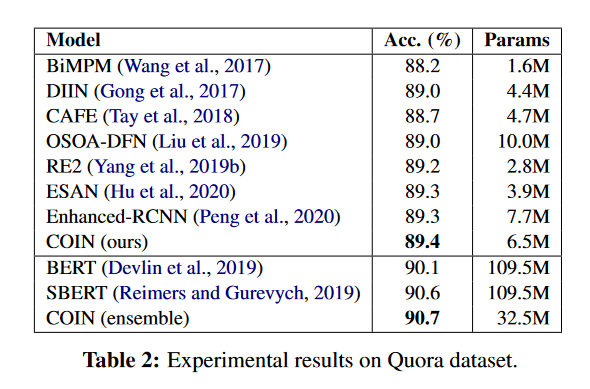 Model Acc. (%) Params
BiMPM (Wang et al., 2017) 88.2 1.6M
DIIN (Gong et al., 2017) 89.0 4.4M
CAFE (Tay et al., 2018) 88.7 4.7M
OSOA-DFN (Liu et al., 2019) 89.0 10.0M
RE2 (Yang et al., 2019b) 89.2 2.8M
ESAN (Hu et al., 2020) 89.3 3.9M
Enhanced-RCNN (Peng et al., 2020) 89.3 7.7M
COIN (ours) 89.4 6.5M
BERT (Devlin et al., 2019) 90.1 109.5M
SBERT (Reimers and Gurevych, 2019) 90.6 109.5M
COIN (ensemble) 90.7 32.5M
Table 2: Experimental results on Quora dataset.